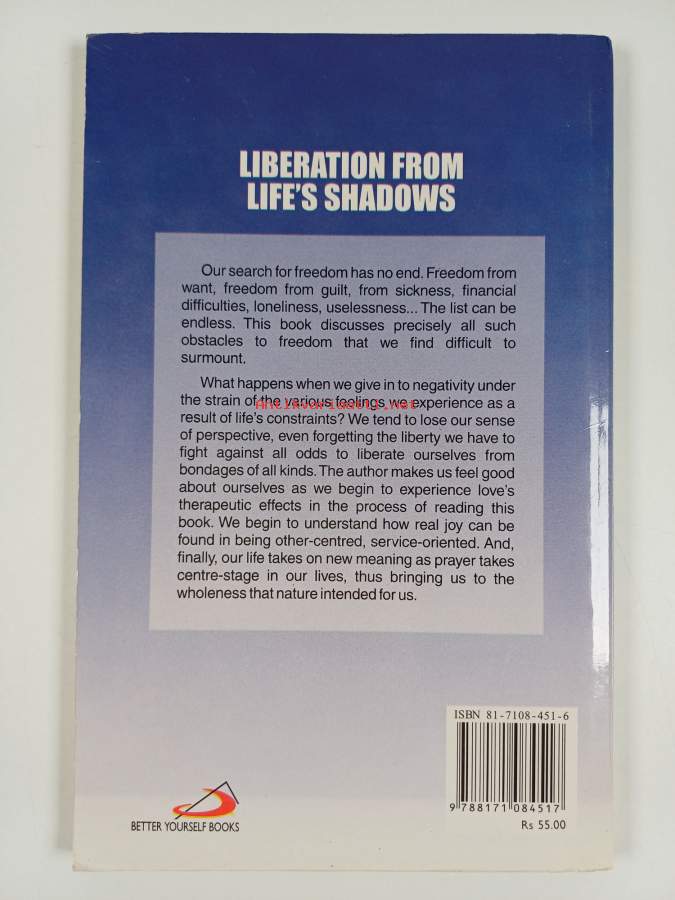 LIBERATION FROM
LIFE'S SHADOWS
Our search for freedom has no end. Freedom from
want, freedom from guilt, from sickness, financial
difficulties, loneliness, uselessness... The list can be
endless. This book discusses precisely all such
obstacles to freedom that we find difficult to
surmount.
What happens when we give in to negativity under
the strain of the various feelings we experience as a
Antikvariaatti.net
result of life's constraints? We tend to lose our sense
of perspective, even forgetting the liberty we have to
fight against all odds to liberate ourselves from
bondages of all kinds. The author makes us feel good
about ourselves as we begin to experience love's
therapeutic effects in the process of reading this
book. We begin to understand how real joy can be
found in being other-centred, service-oriented. And,
finally, our life takes on new meaning as prayer takes
centre-stage in our lives, thus bringing us to the
wholeness that nature intended for us.
ISBN 81-7108-451-6
9 788171 084517
Rs 55.00
BETTER YOURSELF BOOKS